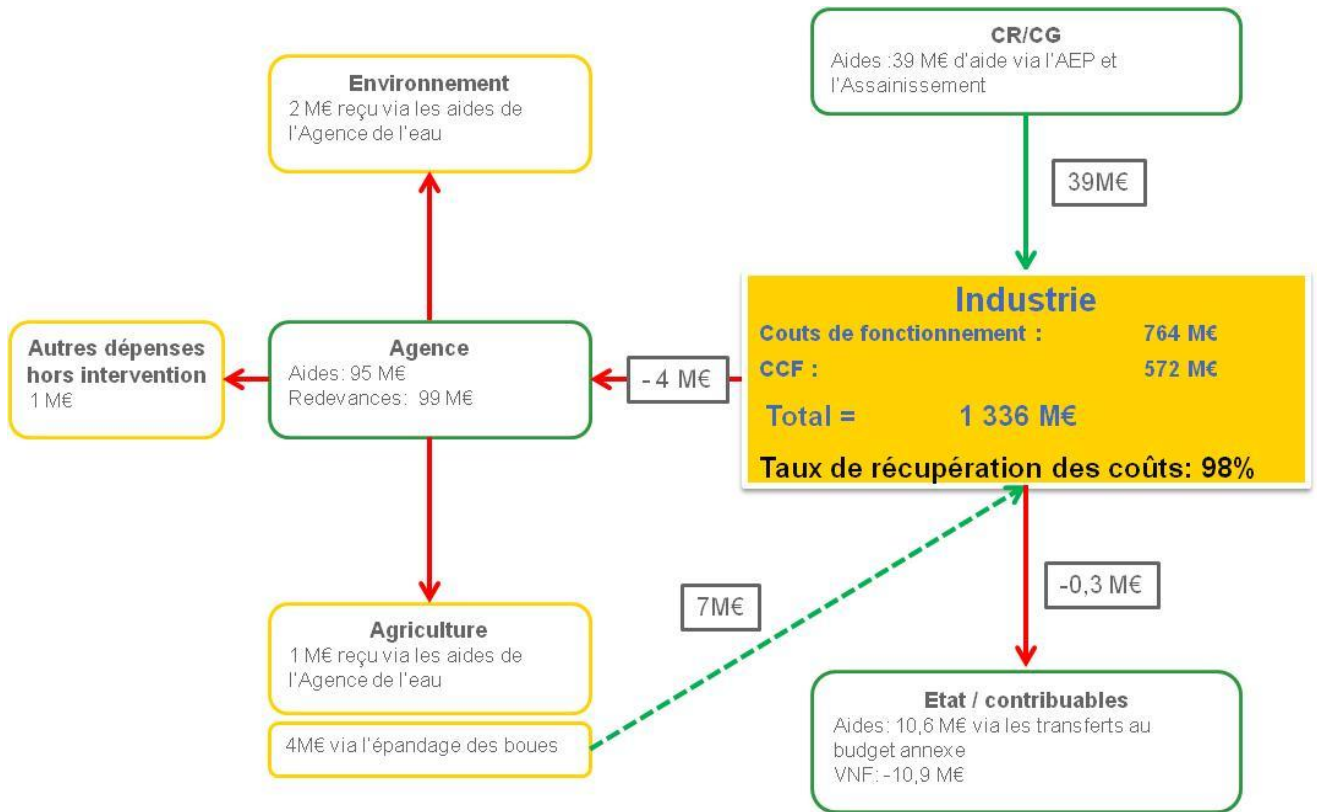 CR/CG
Aides :39 M€ d'aide via l'AEP et
l'Assainissement
Environnement
2 M€ reçu via les aides de
l'Agence de l'eau
39M€
Industrie
Couts de fonctionnement : 764 M€
CCF : 572 M€
Total = 1 336 M€
Taux de récupération des coûts: 98%
Autres dépenses
hors intervention
1 M€
Agence
Aides: 95 M€
Redevances: 99 M€
- 4 M€
7M€
-0,3 M€
Agriculture
1 M€ reçu via les aides de
l'Agence de l'eau
4M€ via l'épandage des boues
Etat / contribuables
Aides: 10,6 M€ via les transferts au
budget annexe
VNF: -10,9 M€